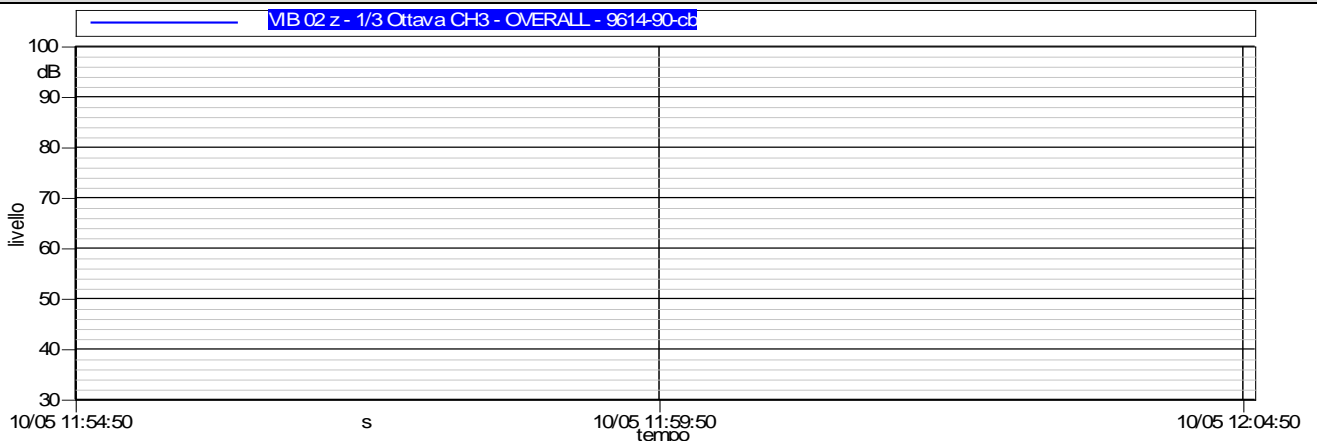 VIB 02 z - 1/3 Ottava CH3 - OVERALL - 9614-90-cb
100
dB
90
80
70
livello
60
50
40
30
10/05 11:54:50 s 10/05 11:59:50 10/05 12:04:50
tempo